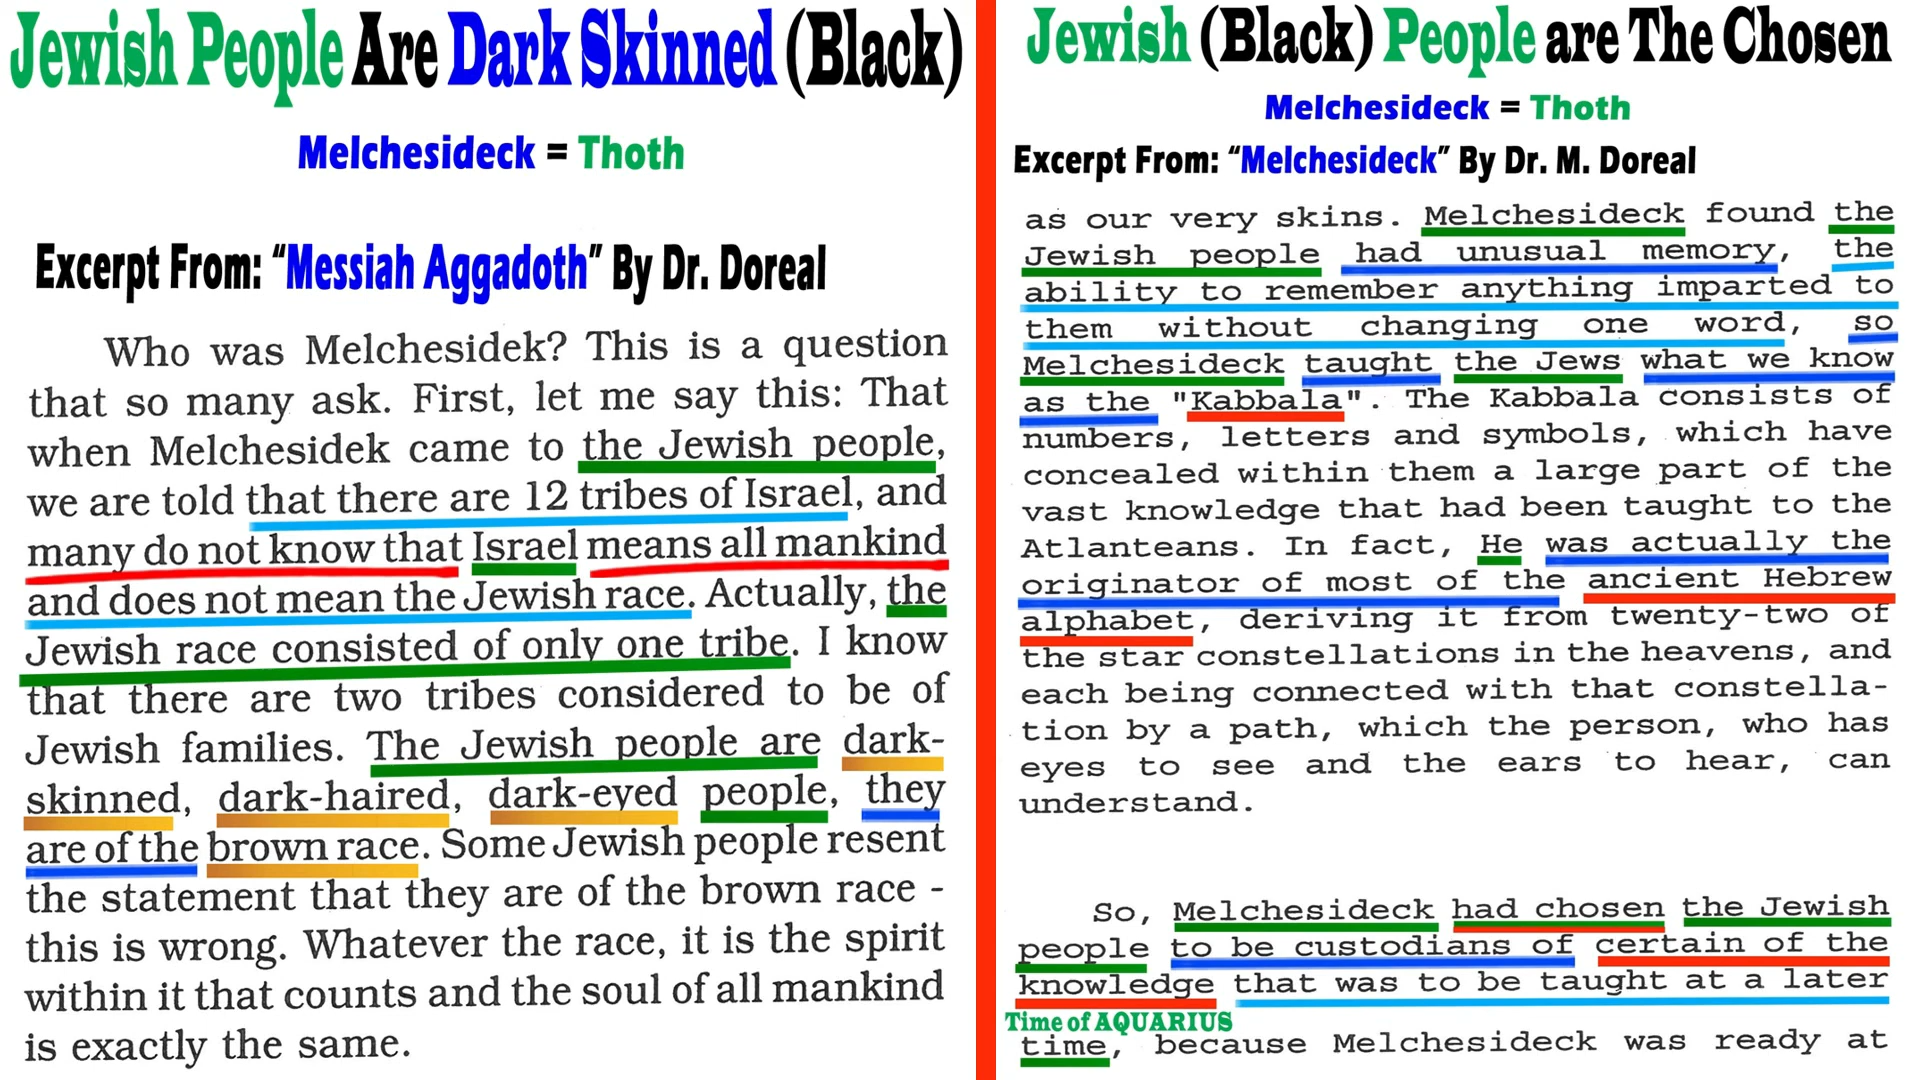 Jewish People Are Dark Skinned (Black)
Melchesideck = Thoth
Excerpt From: “Messiah Aggadoth” By Dr. Doreal
Who was Melchesidek? This is a question
that so many ask. First, let me say this: That
when Melchesidek came to the Jewish people,
we are told that there are 12 tribes of Israel, and
many do not know that Israel means all mankind
and does not mean the Jewish race. Actually, the
Jewish race consisted of only one tribe. I know
that there are two tribes considered to be of
Jewish families. The Jewish people are dark-
skinned, dark-haired, dark-eyed people, they
are of the brown race. Some Jewish people resent
the statement that they are of the brown race -
this is wrong. Whatever the race, it is the spirit
within it that counts and the soul of all mankind
is exactly the same.
Jewish (Black) People are The Chosen
Melchesideck = Thoth
Excerpt From: “Melchesideck” By Dr. M. Doreal
as our very skins. Melchesideck found the
Jewish people had unusual memory, the
ability to remember anything imparted to
them without changing one word, so
Melchesideck taught the Jews what we know
as the "Kabbala". The Kabbala consists of
numbers, letters and symbols, which have
concealed within them a large part of the
vast knowledge that had been taught to the
Atlanteans. In fact, He was actually the
originator of most of the ancient Hebrew
alphabet, deriving it from twenty-two of
the star constellations in the heavens, and
each being connected with that constella-
tion by a path, which the person, who has
eyes to see and the ears to hear, can
understand.
So, Melchesideck had chosen the Jewish
people to be custodians of certain of the
knowledge that was to be taught at a later
Time of AQUARIUS
time, because Melchesideck was ready at